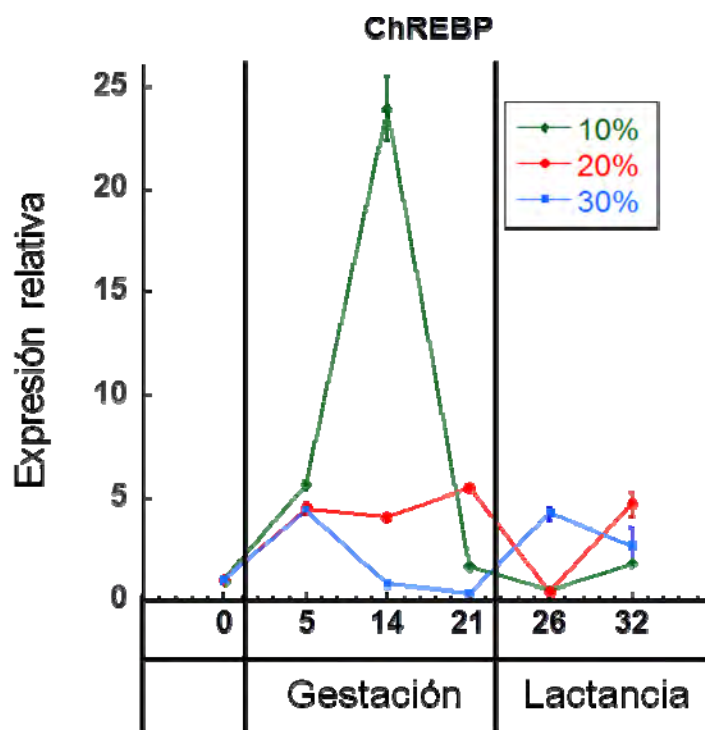 ChREBP
25
20
15
10
5
0
Expresión relativa
10%
20%
30%
0 5 14 21 26 32
Gestación Lactancia